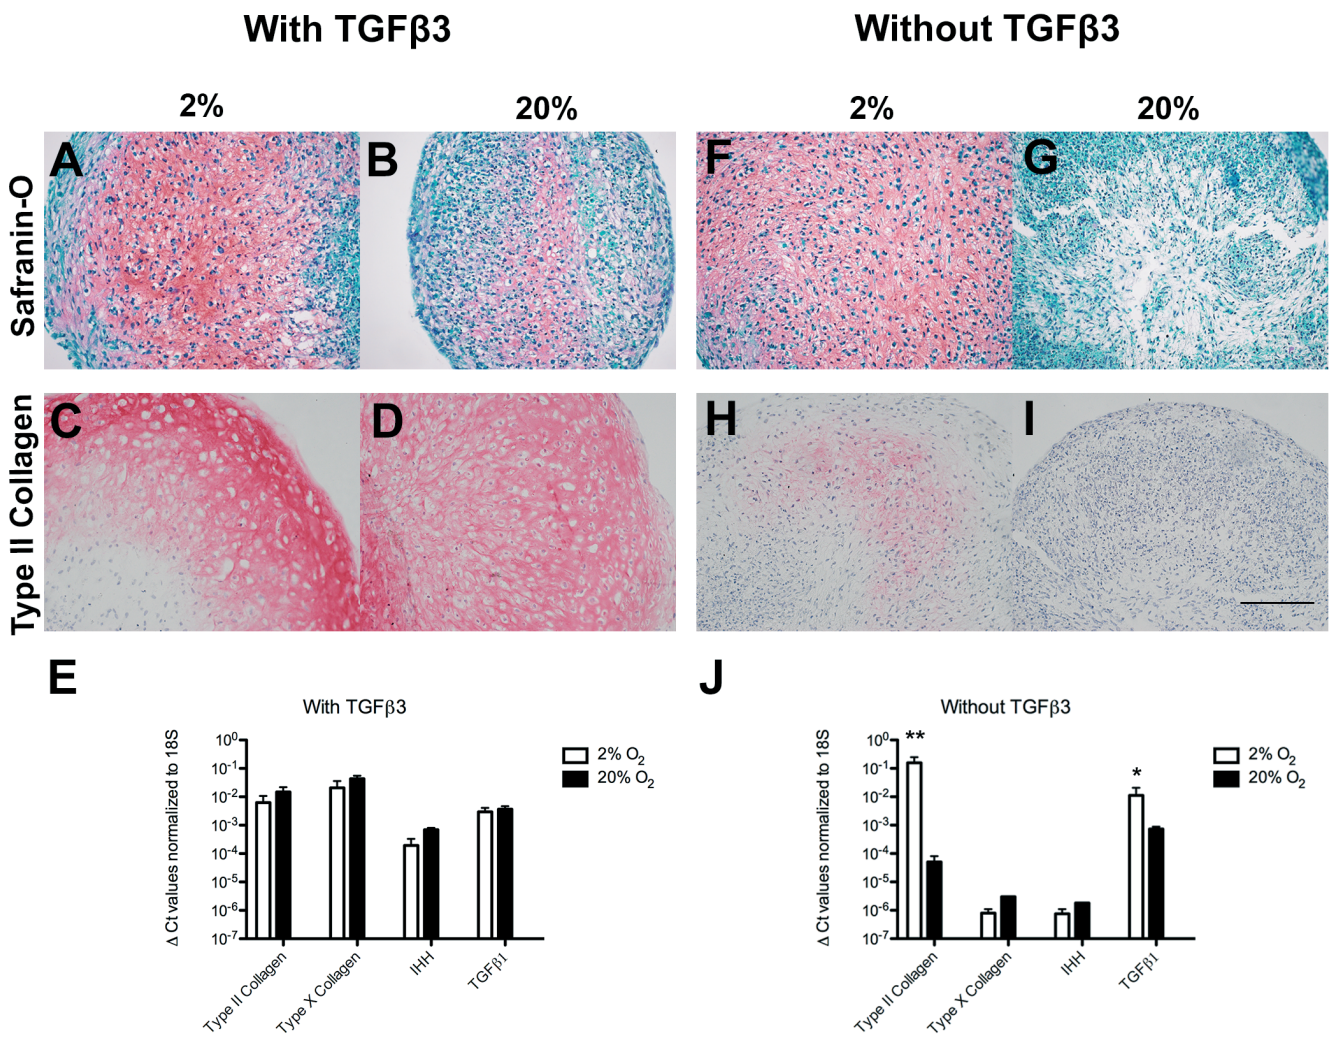 With TGFβ3
Without TGFβ3
2%
20%
2%
20%
Safranin-O
A
B
F
G
Type II Collagen
C
D
H
I
E
With TGFβ3
Δ Ct values normalized to 18S
10⁰
10⁻¹
10⁻²
10⁻³
10⁻⁴
10⁻⁵
10⁻⁶
10⁻⁷
2% O₂
20% O₂
Type II Collagen
Type X Collagen
IHH
TGFβ1
J
Without TGFβ3
Δ Ct values normalized to 18S
10⁰
10⁻¹
10⁻²
10⁻³
10⁻⁴
10⁻⁵
10⁻⁶
10⁻⁷
**
*
2% O₂
20% O₂
Type II Collagen
Type X Collagen
IHH
TGFβ1